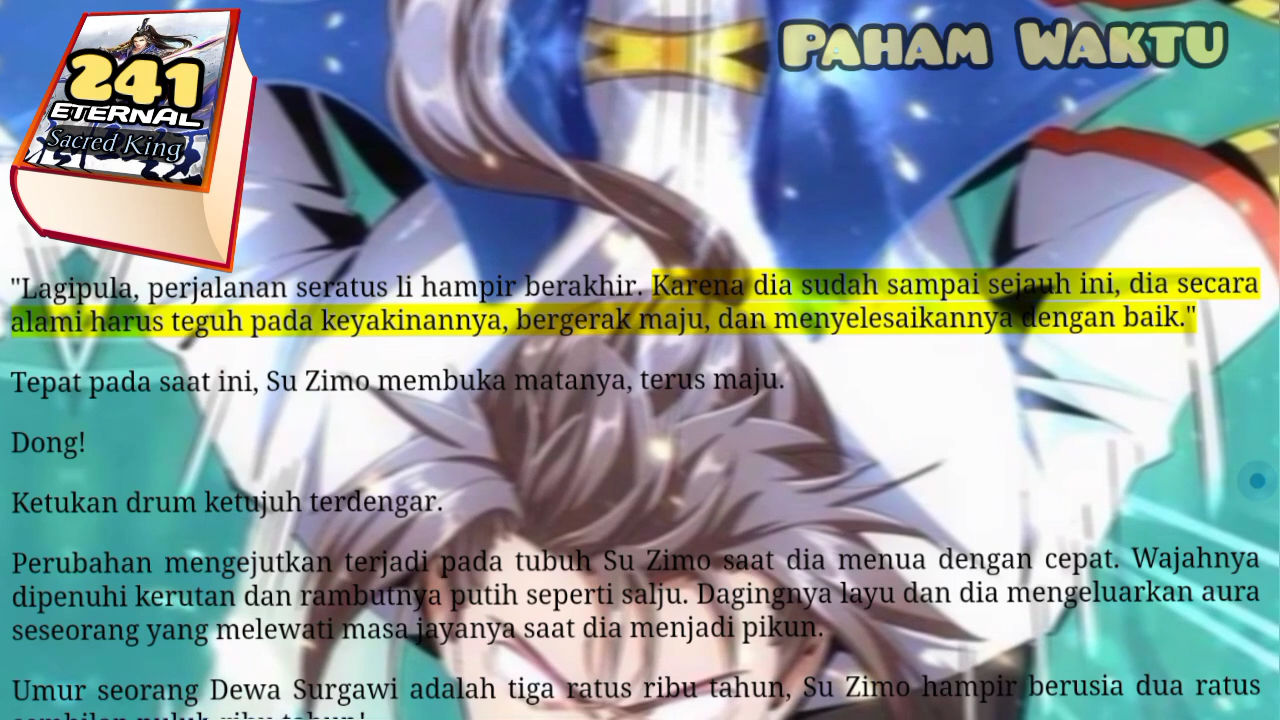 241
ETERNAL
Sacred King
PAHAM WAKTU
"Lagipula, perjalanan seratus li hampir berakhir. Karena dia sudah sampai sejauh ini, dia secara
alami harus teguh pada keyakinannya, bergerak maju, dan menyelesaikannya dengan baik."
Tepat pada saat ini, Su Zimo membuka matanya, terus maju.
Dong!
Ketukan drum ketujuh terdengar.
Perubahan mengejutkan terjadi pada tubuh Su Zimo saat dia menua dengan cepat. Wajahnya
dipenuhi kerutan dan rambutnya putih seperti salju. Dagingnya layu dan dia mengeluarkan aura
seseorang yang melewati masa jayanya saat dia menjadi pikun.
Umur seorang Dewa Surgawi adalah tiga ratus ribu tahun, Su Zimo hampir berusia dua ratus